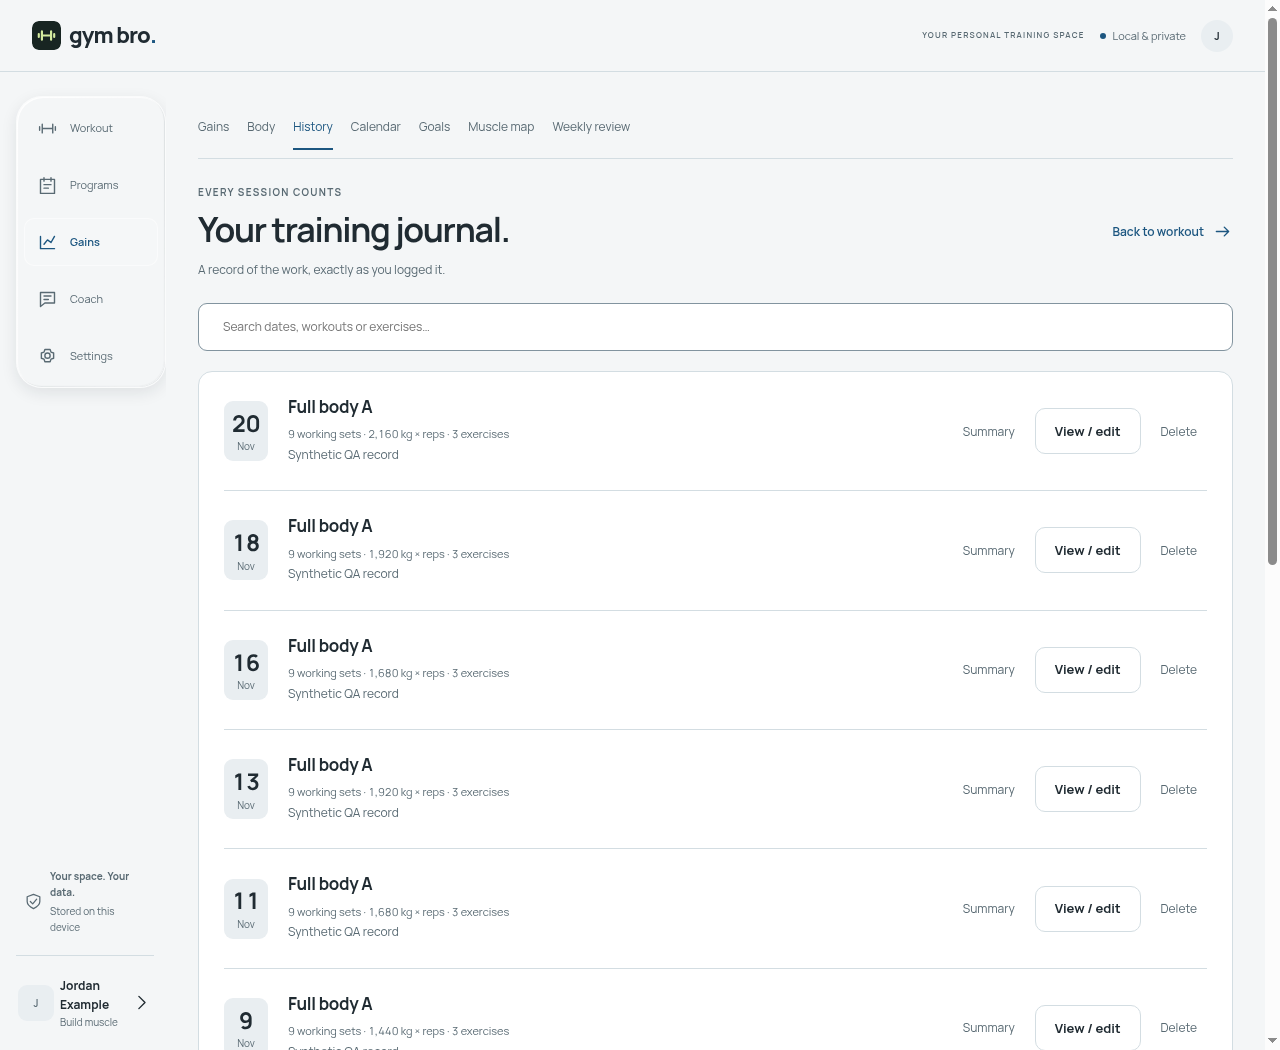 gym bro.
YOUR PERSONAL TRAINING SPACE
Local & private
J
Workout
Programs
Gains
Coach
Settings
Your space. Your
data.
Stored on this
device
J
Jordan
Example
Build muscle
Gains
Body
History
Calendar
Goals
Muscle map
Weekly review
EVERY SESSION COUNTS
Your training journal.
Back to workout
A record of the work, exactly as you logged it.
Search dates, workouts or exercises...
20
Nov
Full body A
9 working sets · 2,160 kg × reps · 3 exercises
Synthetic QA record
Summary
View / edit
Delete
18
Nov
Full body A
9 working sets · 1,920 kg × reps · 3 exercises
Synthetic QA record
Summary
View / edit
Delete
16
Nov
Full body A
9 working sets · 1,680 kg × reps · 3 exercises
Synthetic QA record
Summary
View / edit
Delete
13
Nov
Full body A
9 working sets · 1,920 kg × reps · 3 exercises
Synthetic QA record
Summary
View / edit
Delete
11
Nov
Full body A
9 working sets · 1,680 kg × reps · 3 exercises
Synthetic QA record
Summary
View / edit
Delete
9
Nov
Full body A
9 working sets · 1,440 kg × reps · 3 exercises
Synthetic QA record
Summary
View / edit
Delete